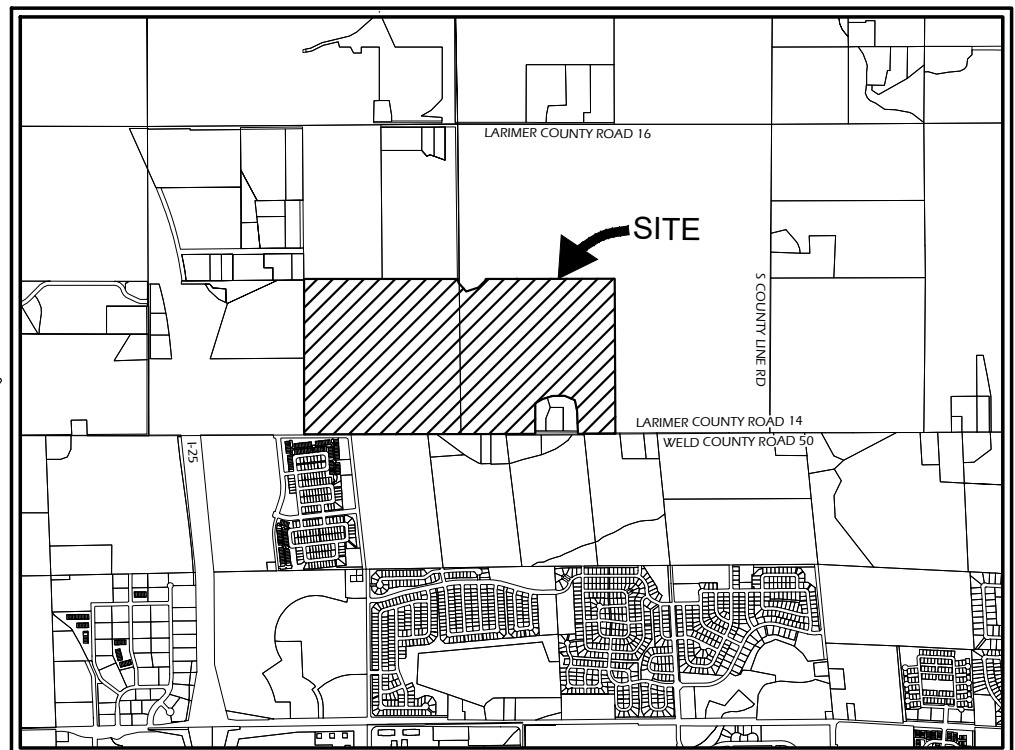 LARIMER COUNTY ROAD 16
SITE
S COUNTY LINE RD
LARIMER COUNTY ROAD 14
WELD COUNTY ROAD 50
I-25